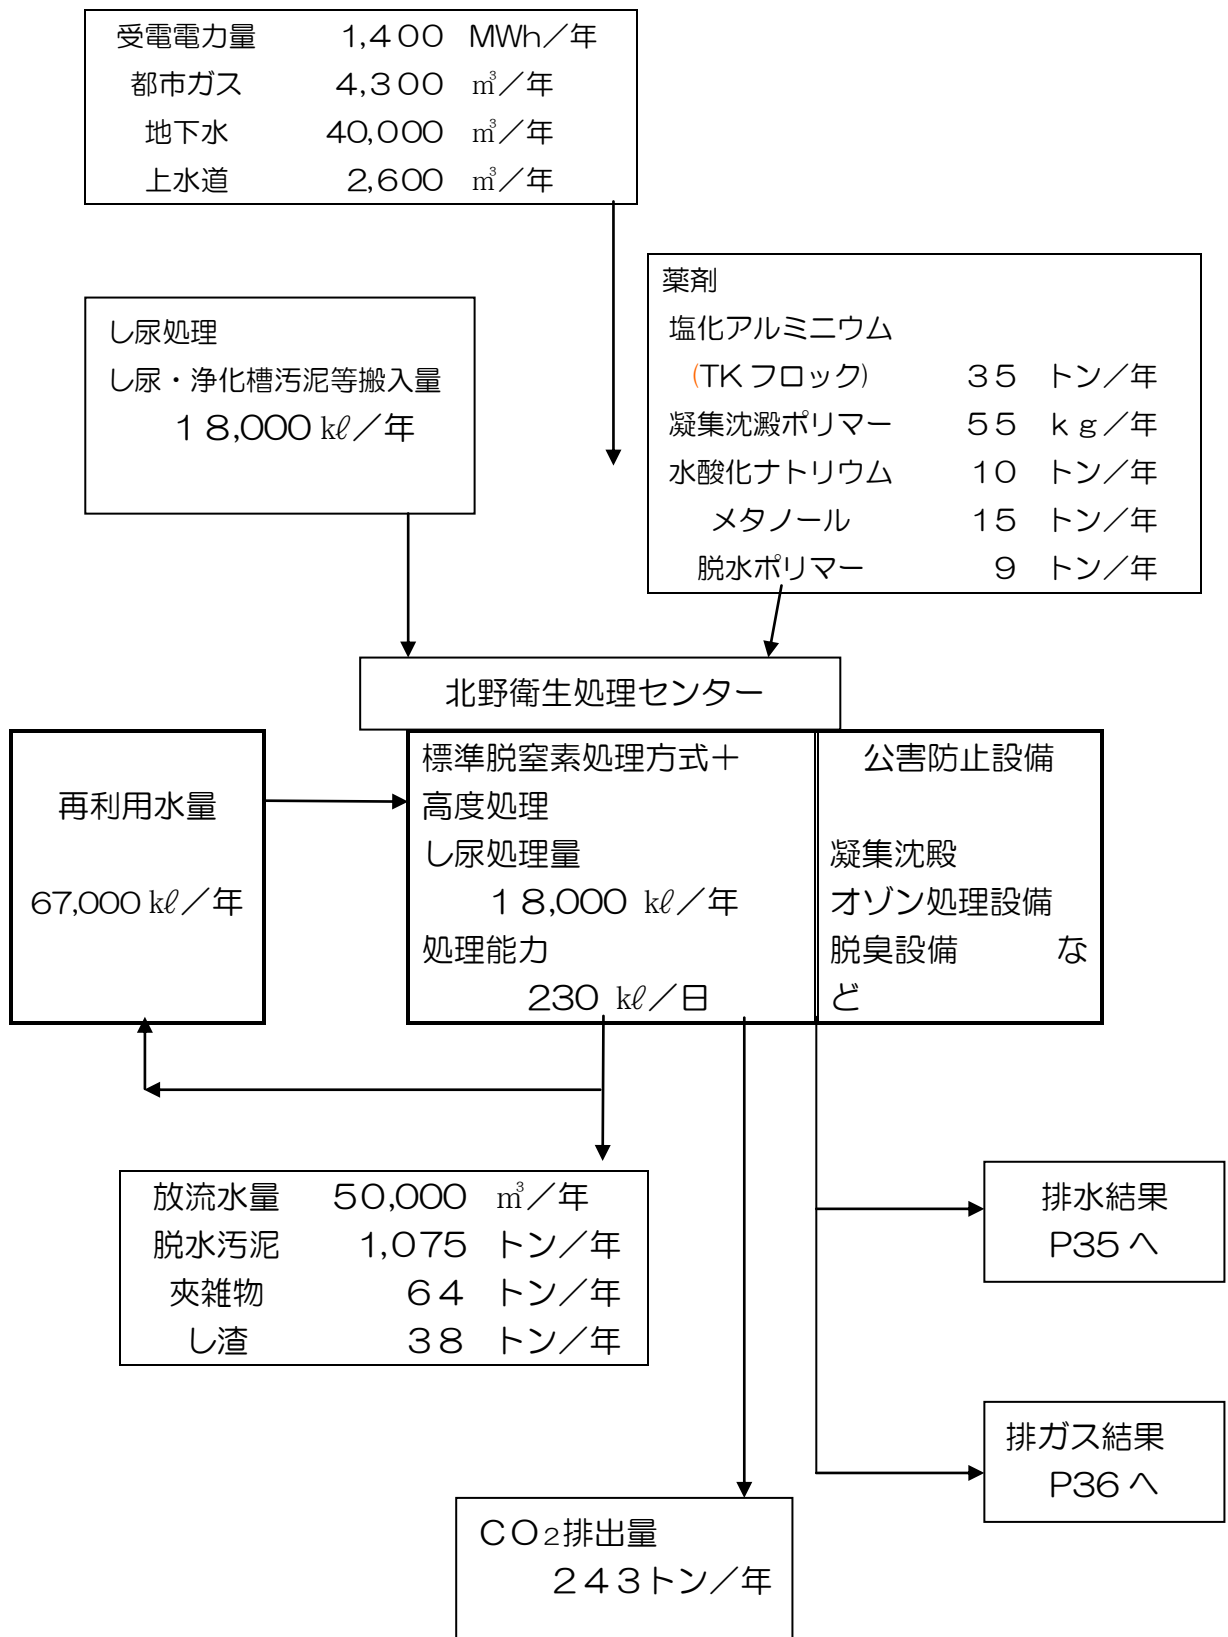 受電電力量 1,400 MWh／年
都市ガス 4,300 ㎥／年
地下水 40,000 ㎥／年
上水道 2,600 ㎥／年
し尿処理
し尿・浄化槽汚泥等搬入量
１8,000 kℓ／年
薬剤
塩化アルミニウム
(TKフロック) ３５ トン／年
凝集沈澱ポリマー ５５ ｋｇ／年
水酸化ナトリウム 10 トン／年
メタノール 15 トン／年
脱水ポリマー ９ トン／年
北野衛生処理センター
再利用水量
67,000 kℓ／年
標準脱窒素処理方式＋
高度処理
し尿処理量
１8,000 kℓ／年
処理能力
230 kℓ／日
公害防止設備
凝集沈殿
オゾン処理設備
脱臭設備 な
ど
放流水量 50,000 ㎥／年
脱水汚泥 1,075 トン／年
夾雑物 ６４ トン／年
し渣 ３８ トン／年
排水結果
P35へ
排ガス結果
P36へ
ＣＯ₂排出量
２４３トン／年